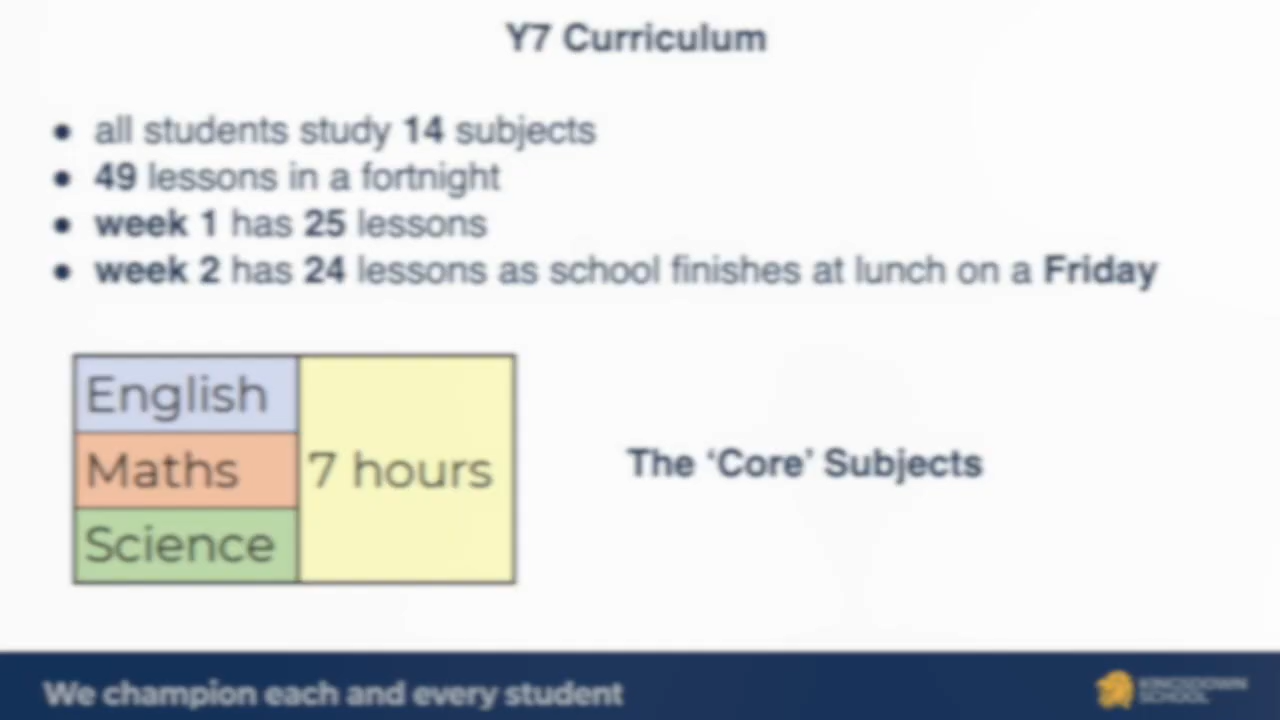 Y7 Curriculum
• all students study 14 subjects
• 49 lessons in a fortnight
• week 1 has 25 lessons
• week 2 has 24 lessons as school finishes at lunch on a Friday
English
Maths
7 hours
Science
The ‘Core’ Subjects
We champion each and every student
KINGSDOWN
SCHOOL